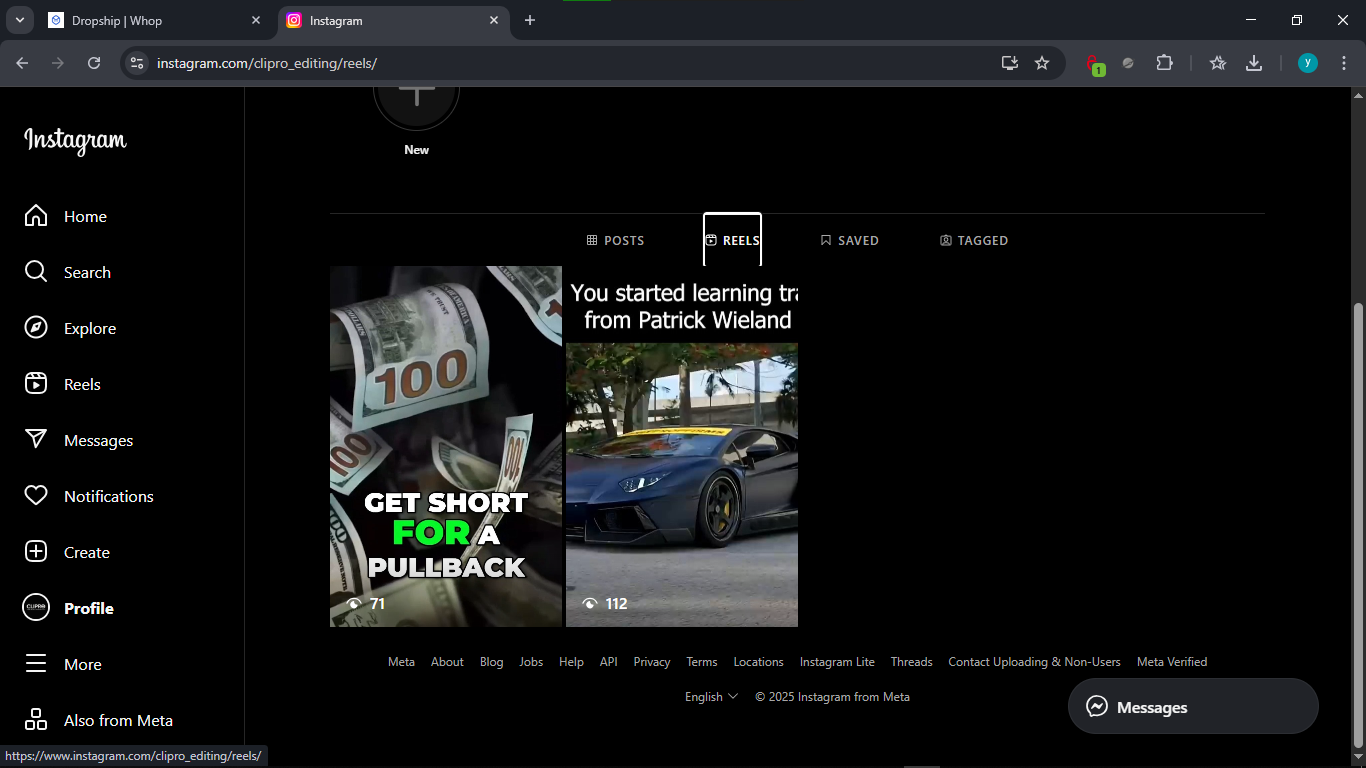 Dropship | Whop
Instagram
instagram.com/clipro_editing/reels/
1
y
Instagram
New
Home
Search
Explore
Reels
Messages
Notifications
Create
Profile
More
Also from Meta
POSTS
REELS
SAVED
TAGGED
100
100
100
GET SHORT
FOR A
PULLBACK
71
You started learning tra
from Patrick Wieland
112
Meta
About
Blog
Jobs
Help
API
Privacy
Terms
Locations
Instagram Lite
Threads
Contact Uploading & Non-Users
Meta Verified
English
© 2025 Instagram from Meta
Messages
https://www.instagram.com/clipro_editing/reels/